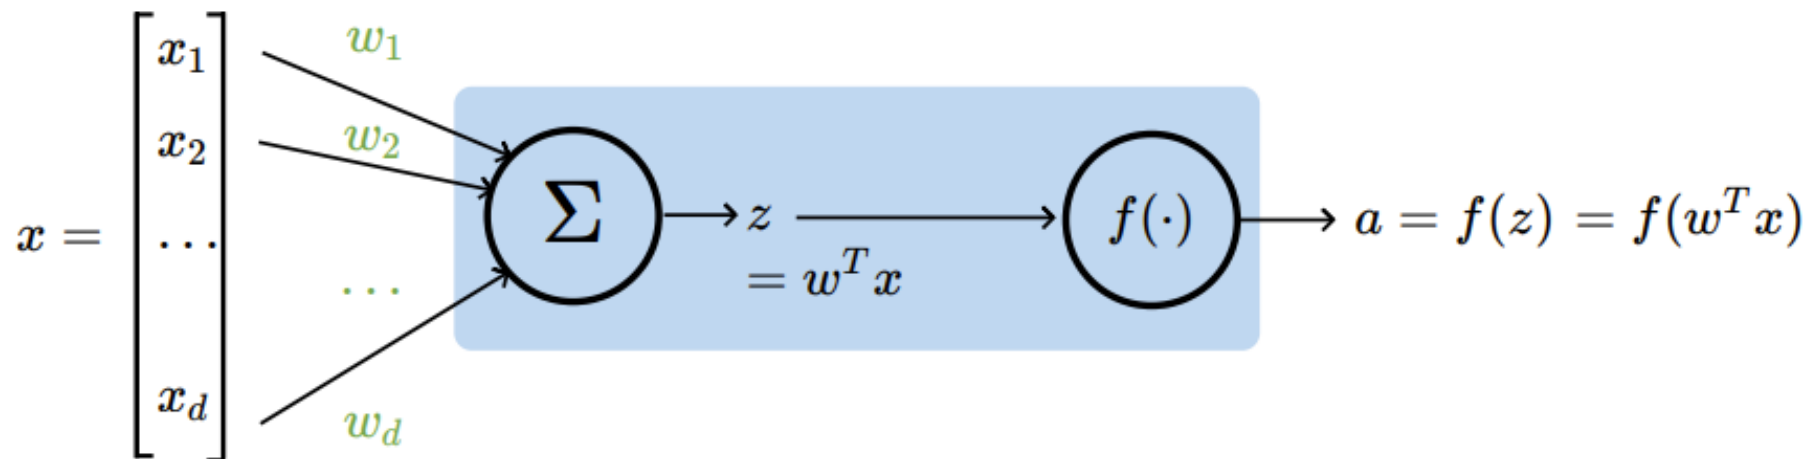 x = [x₁ x₂ … x_d]
w₁
w₂
…
w_d
Σ
z
= wᵀx
f(·)
a = f(z) = f(wᵀx)